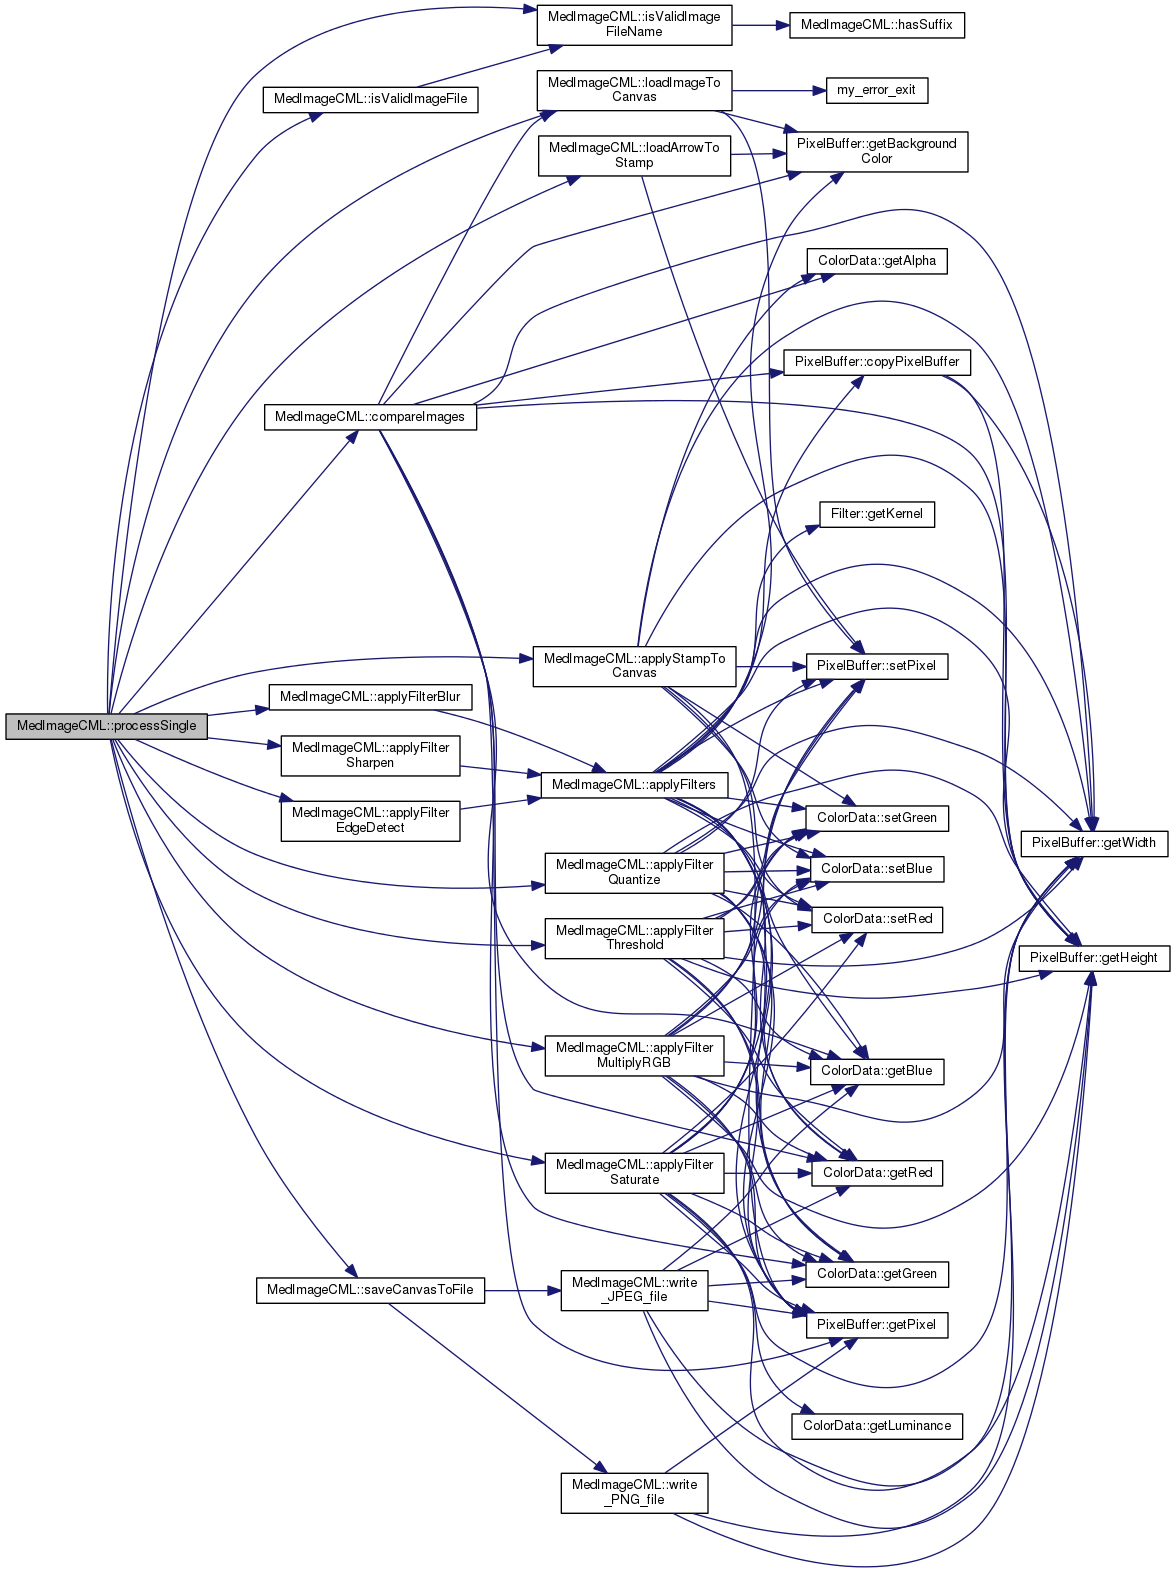 MedImageCML::isValidImage
FileName
MedImageCML::hasSuffix
MedImageCML::isValidImageFile
MedImageCML::loadImageTo
Canvas
my_error_exit
MedImageCML::loadArrowTo
Stamp
PixelBuffer::getBackground
Color
ColorData::getAlpha
PixelBuffer::copyPixelBuffer
MedImageCML::compareImages
Filter::getKernel
MedImageCML::applyStampTo
Canvas
PixelBuffer::setPixel
MedImageCML::applyFilterBlur
MedImageCML::processSingle
MedImageCML::applyFilter
Sharpen
MedImageCML::applyFilters
MedImageCML::applyFilter
EdgeDetect
ColorData::setGreen
PixelBuffer::getWidth
MedImageCML::applyFilter
Quantize
ColorData::setBlue
ColorData::setRed
MedImageCML::applyFilter
Threshold
PixelBuffer::getHeight
MedImageCML::applyFilter
MultiplyRGB
ColorData::getBlue
MedImageCML::applyFilter
Saturate
ColorData::getRed
ColorData::getGreen
MedImageCML::saveCanvasToFile
MedImageCML::write
_JPEG_file
PixelBuffer::getPixel
ColorData::getLuminance
MedImageCML::write
_PNG_file